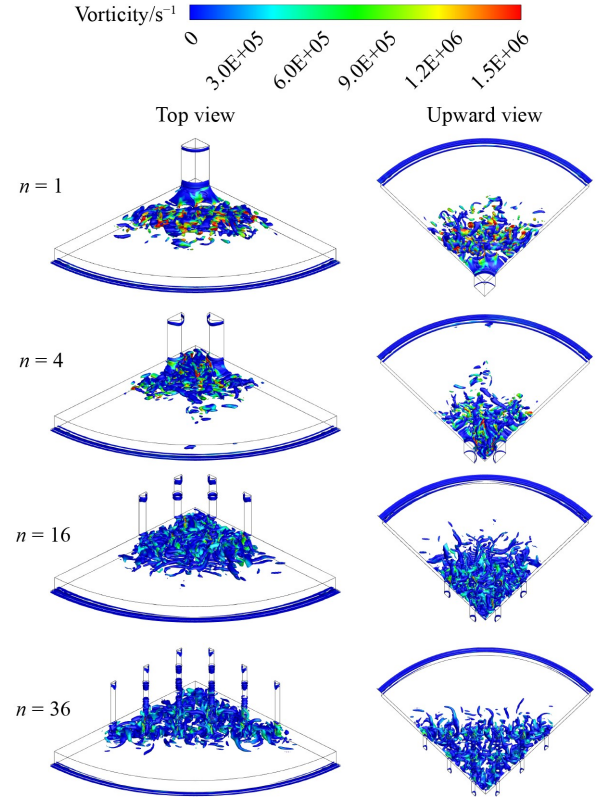 Vorticity/s⁻¹
0
3.0E+05
6.0E+05
9.0E+05
1.2E+06
1.5E+06
Top view
Upward view
n = 1
n = 4
n = 16
n = 36